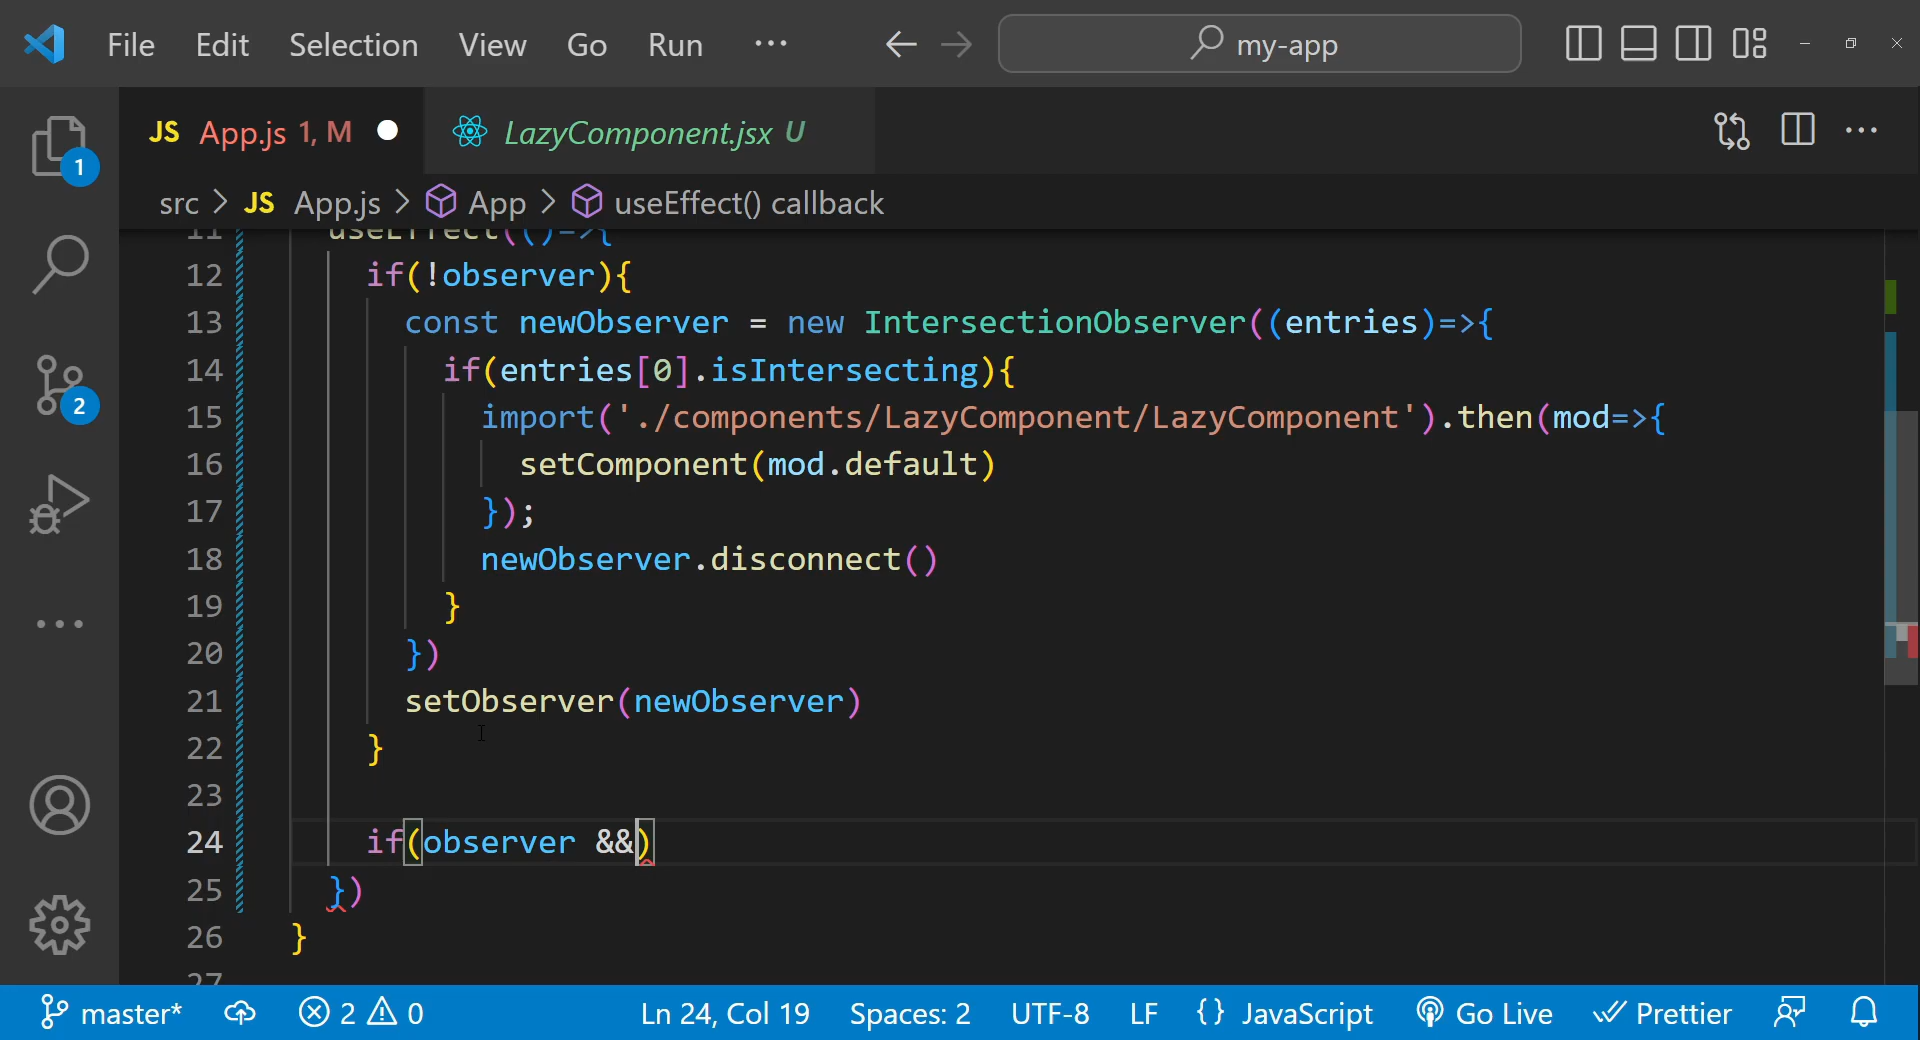 File Edit Selection View Go Run ··· my-app
JS App.js 1, M LazyComponent.jsx U
1
src > JS App.js > App > useEffect() callback
11 useEffect(()=>{
12 if(!observer){
13 const newObserver = new IntersectionObserver((entries)=>{
14 if(entries[0].isIntersecting){
15 import('./components/LazyComponent/LazyComponent').then(mod=>{
16 setComponent(mod.default)
17 });
2
18 newObserver.disconnect()
19 }
20 })
21 setObserver(newObserver)
22 }
23
24 if(observer &&)
25 })
26 }
27
master* 2 0 Ln 24, Col 19 Spaces: 2 UTF-8 LF {} JavaScript Go Live Prettier